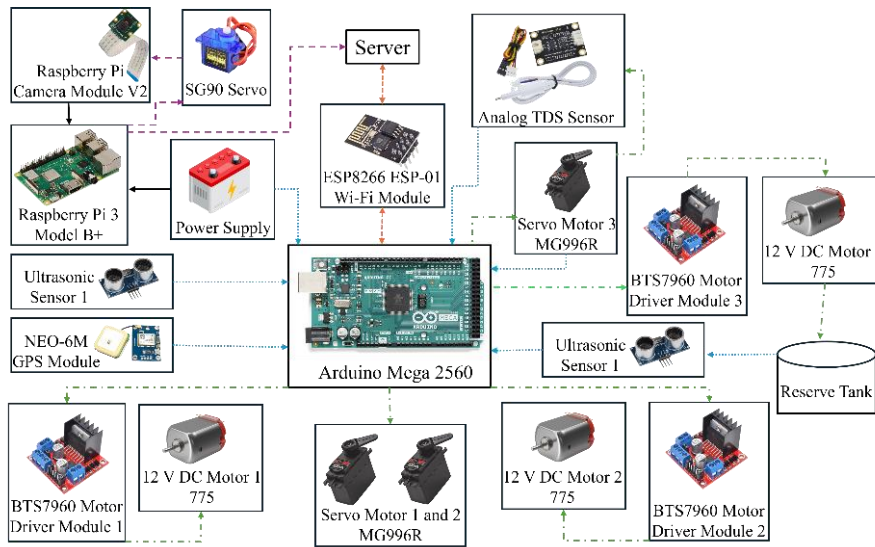 Raspberry Pi
Camera Module V2
SG90 Servo
Server
Analog TDS Sensor
Raspberry Pi 3
Model B+
Power Supply
ESP8266 ESP-01
Wi-Fi Module
Servo Motor 3
MG996R
BTS7960 Motor
Driver Module 3
12 V DC Motor
775
Ultrasonic
Sensor 1
NEO-6M
GPS Module
ARDUINO
MEGA
2560
Arduino Mega 2560
Ultrasonic
Sensor 1
Reserve Tank
BTS7960 Motor
Driver Module 1
12 V DC Motor 1
775
Servo Motor 1 and 2
MG996R
12 V DC Motor 2
775
BTS7960 Motor
Driver Module 2